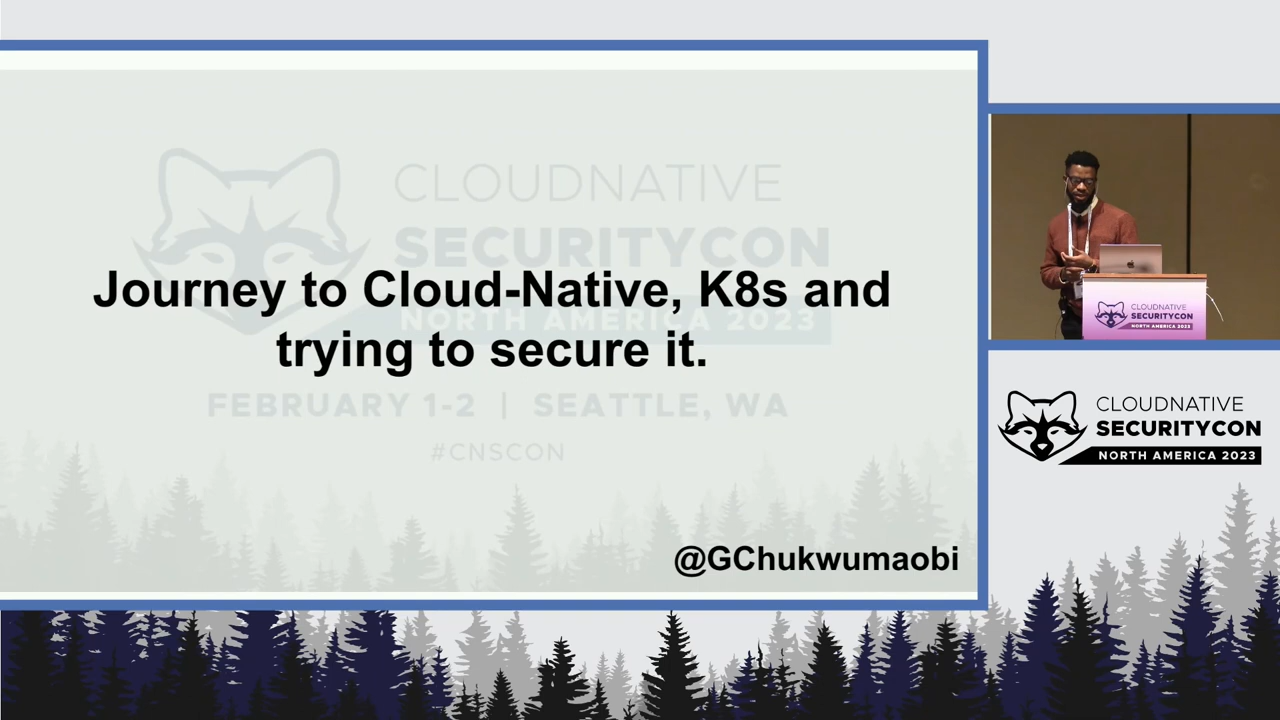 CLOUDNATIVE
SECURITYCON
NORTH AMERICA 2023
Journey to Cloud-Native, K8s and
trying to secure it.
FEBRUARY 1-2 | SEATTLE, WA
#CNSCON
@GChukwumaobi
CLOUDNATIVE
SECURITYCON
NORTH AMERICA 2023
CLOUDNATIVE
SECURITYCON
NORTH AMERICA 2023